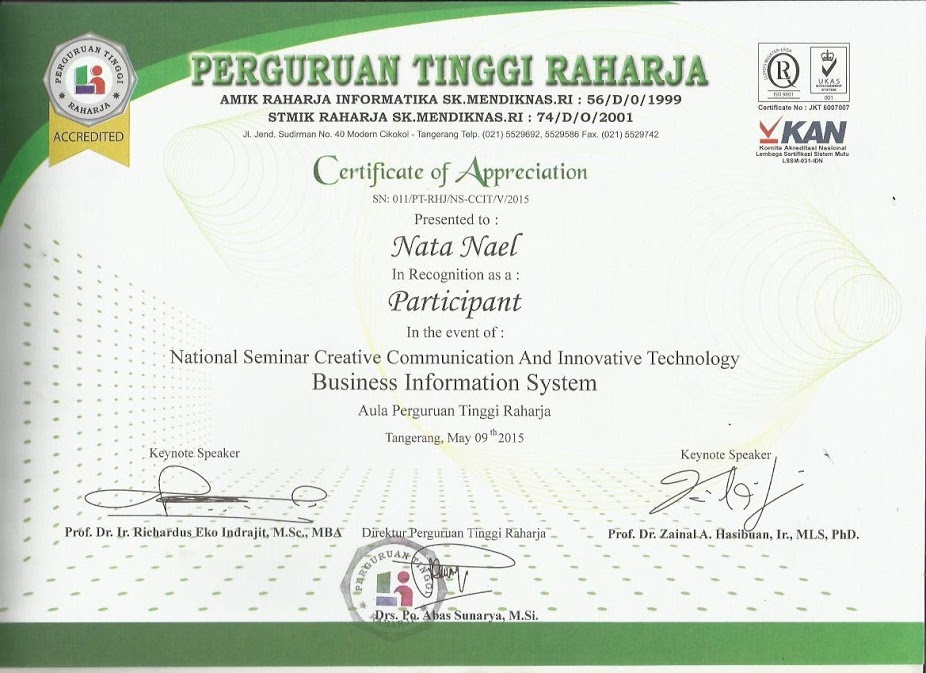 PERGURUAN TINGGI
RAHARJA
ACCREDITED
PERGURUAN TINGGI RAHARJA
AMIK RAHARJA INFORMATIKA SK.MENDIKNAS.RI : 56/D/0/1999
STMIK RAHARJA SK.MENDIKNAS.RI : 74/D/O/2001
Jl. Jend. Sudirman No. 40 Modern Cikokol - Tangerang Telp. (021) 5529692, 5529586 Fax. (021) 5529742
ISO 9001
UKAS
MANAGEMENT
SYSTEMS
001
Certificate No : JKT 6007007
KAN
Komite Akreditasi Nasional
Lembaga Sertifikasi Sistem Mutu
LSSM-031-IDN
Certificate of Appreciation
SN: 011/PT-RHJ/NS-CCIT/V/2015
Presented to :
Nata Nael
In Recognition as a :
Participant
In the event of :
National Seminar Creative Communication And Innovative Technology
Business Information System
Aula Perguruan Tinggi Raharja
Tangerang, May 09th 2015
Keynote Speaker
Keynote Speaker
Prof. Dr. Ir. Richardus Eko Indrajit, M.Sc., MBA
Direktur Perguruan Tinggi Raharja
Prof. Dr. Zainal A. Hasibuan, Ir., MLS, PhD.
PERGURUAN TINGGI
Drs. Po. Abas Sunarya, M.Si.